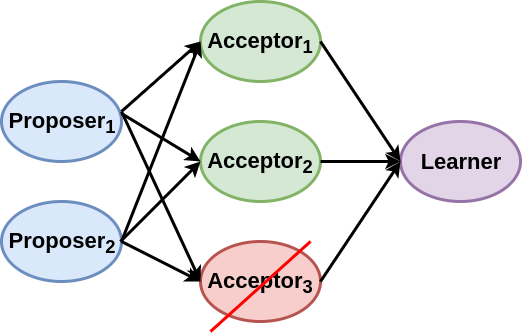 Acceptor₁
Proposer₁
Acceptor₂
Learner
Proposer₂
Acceptor₃